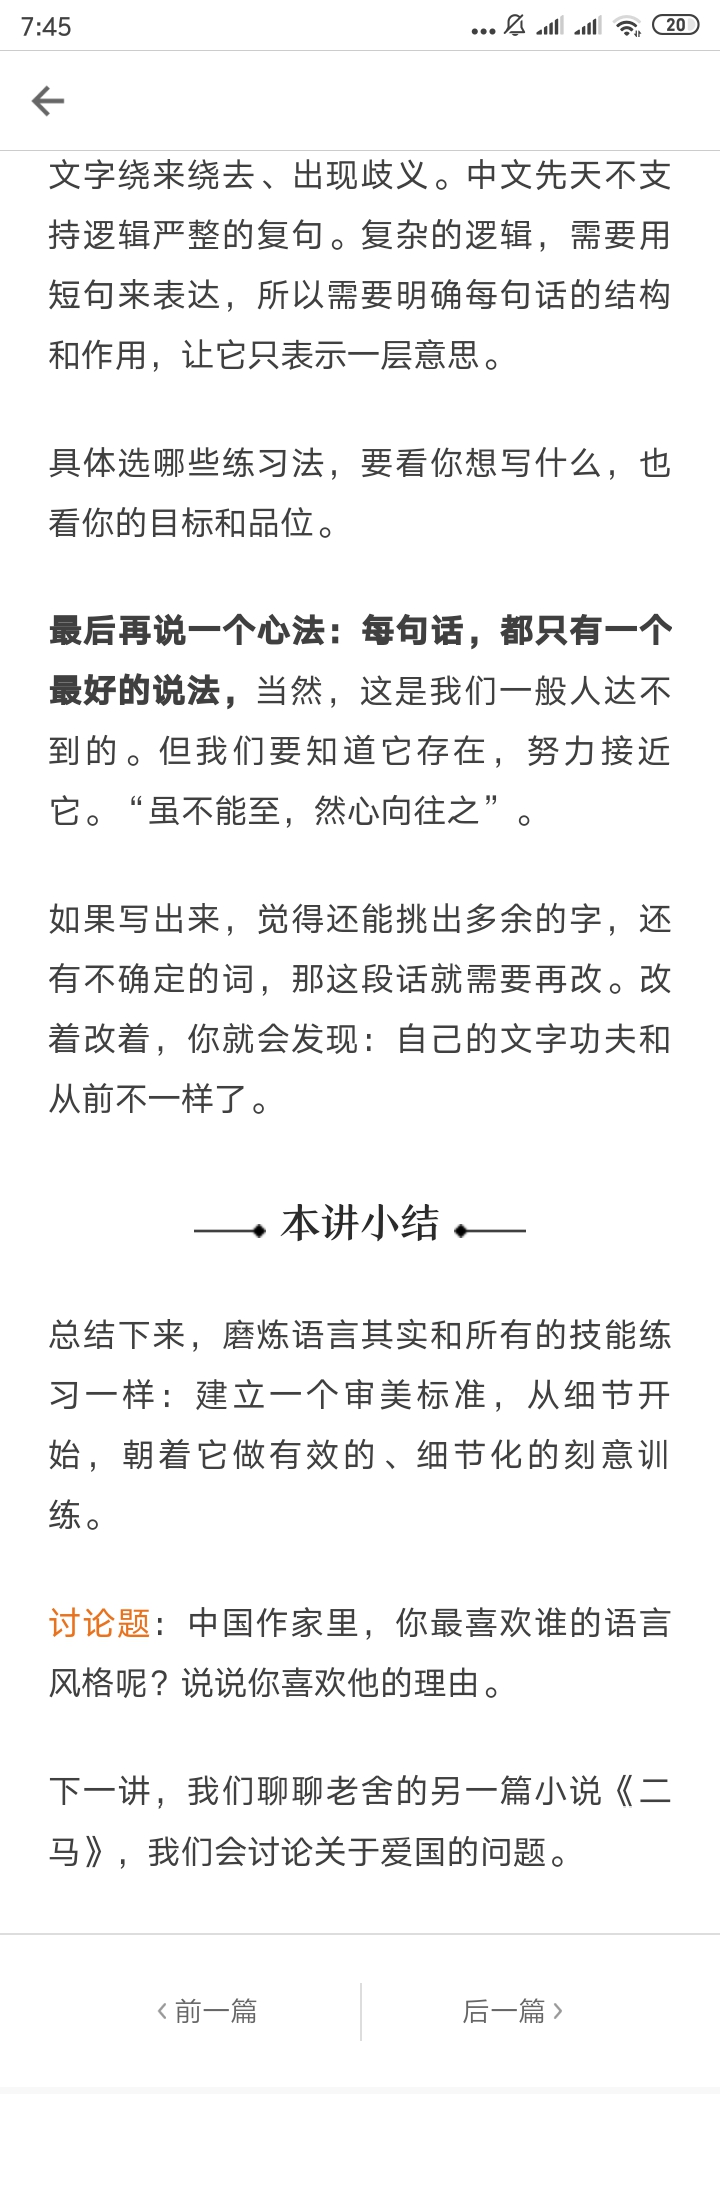 7:45
20
文字绕来绕去、出现歧义。中文先天不支
持逻辑严整的复句。复杂的逻辑，需要用
短句来表达，所以需要明确每句话的结构
和作用，让它只表示一层意思。
具体选哪些练习法，要看你想写什么，也
看你的目标和品位。
最后再说一个心法：每句话，都只有一个
最好的说法，当然，这是我们一般人达不
到的。但我们要知道它存在，努力接近
它。“虽不能至，然心向往之”。
如果写出来，觉得还能挑出多余的字，还
有不确定的词，那这段话就需要再改。改
着改着，你就会发现：自己的文字功夫和
从前不一样了。
本讲小结
总结下来，磨炼语言其实和所有的技能练
习一样：建立一个审美标准，从细节开
始，朝着它做有效的、细节化的刻意训
练。
讨论题：中国作家里，你最喜欢谁的语言
风格呢？说说你喜欢他的理由。
下一讲，我们聊聊老舍的另一篇小说《二
马》，我们会讨论关于爱国的问题。
前一篇
后一篇